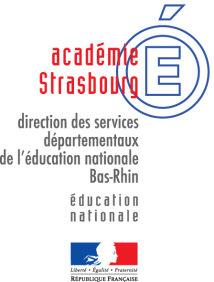 académie
Strasbourg
É
direction des services
départementaux
de l'éducation nationale
Bas-Rhin
éducation
nationale
Liberté • Égalité • Fraternité
RÉPUBLIQUE FRANÇAISE